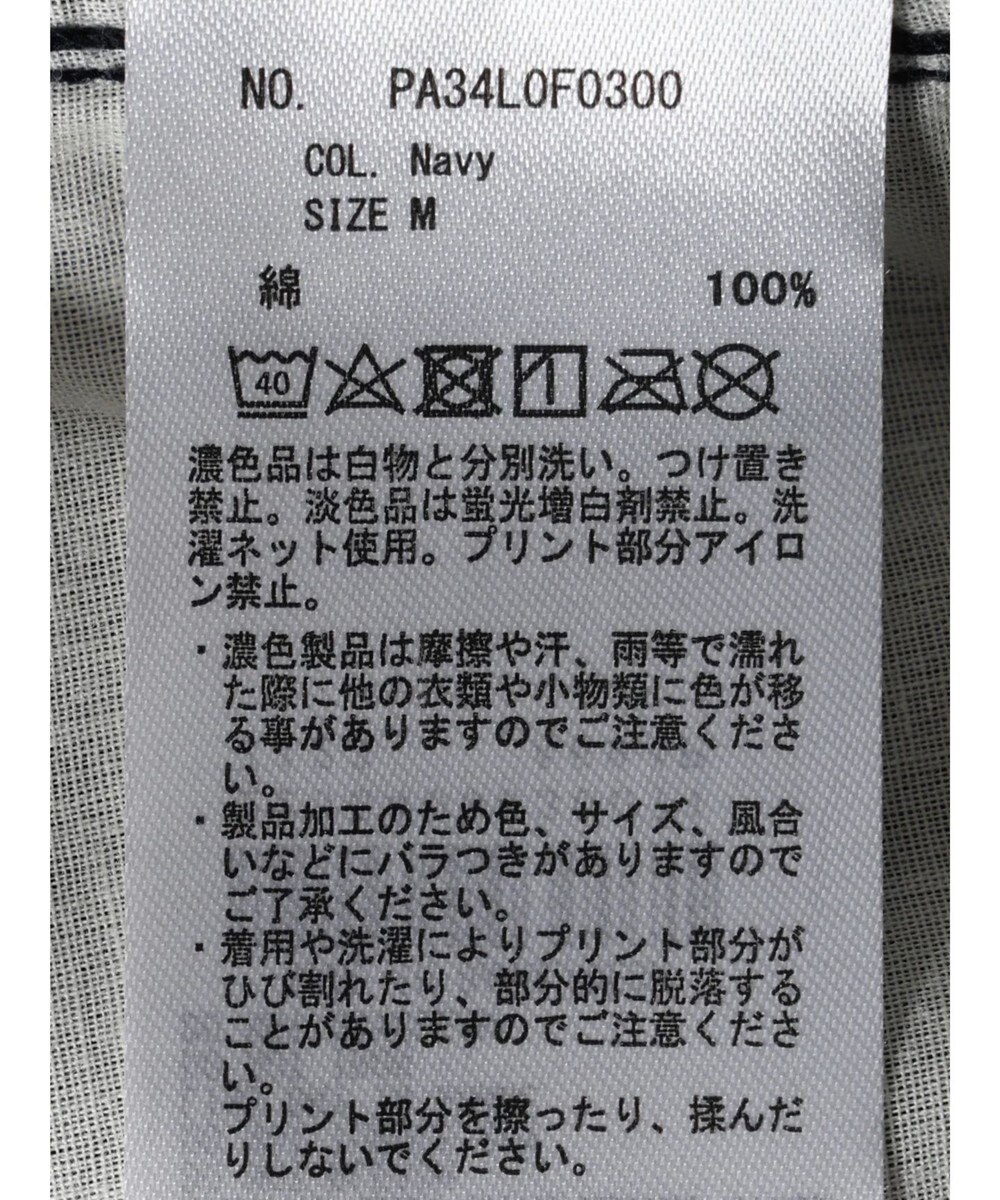 NO. PA34L0F0300
COL. Navy
SIZE M
綿 100%
40
濃色品は白物と分別洗い。つけ置き
禁止。淡色品は蛍光増白剤禁止。洗
濯ネット使用。プリント部分アイロ
ン禁止。
・濃色製品は摩擦や汗、雨等で濡れ
た際に他の衣類や小物類に色が移
る事がありますのでご注意くださ
い。
・製品加工のため色、サイズ、風合
いなどにバラつきがありますので
ご了承ください。
・着用や洗濯によりプリント部分が
ひび割れたり、部分的に脱落する
ことがありますのでご注意くださ
い。
プリント部分を擦ったり、揉んだ
りしないでください。